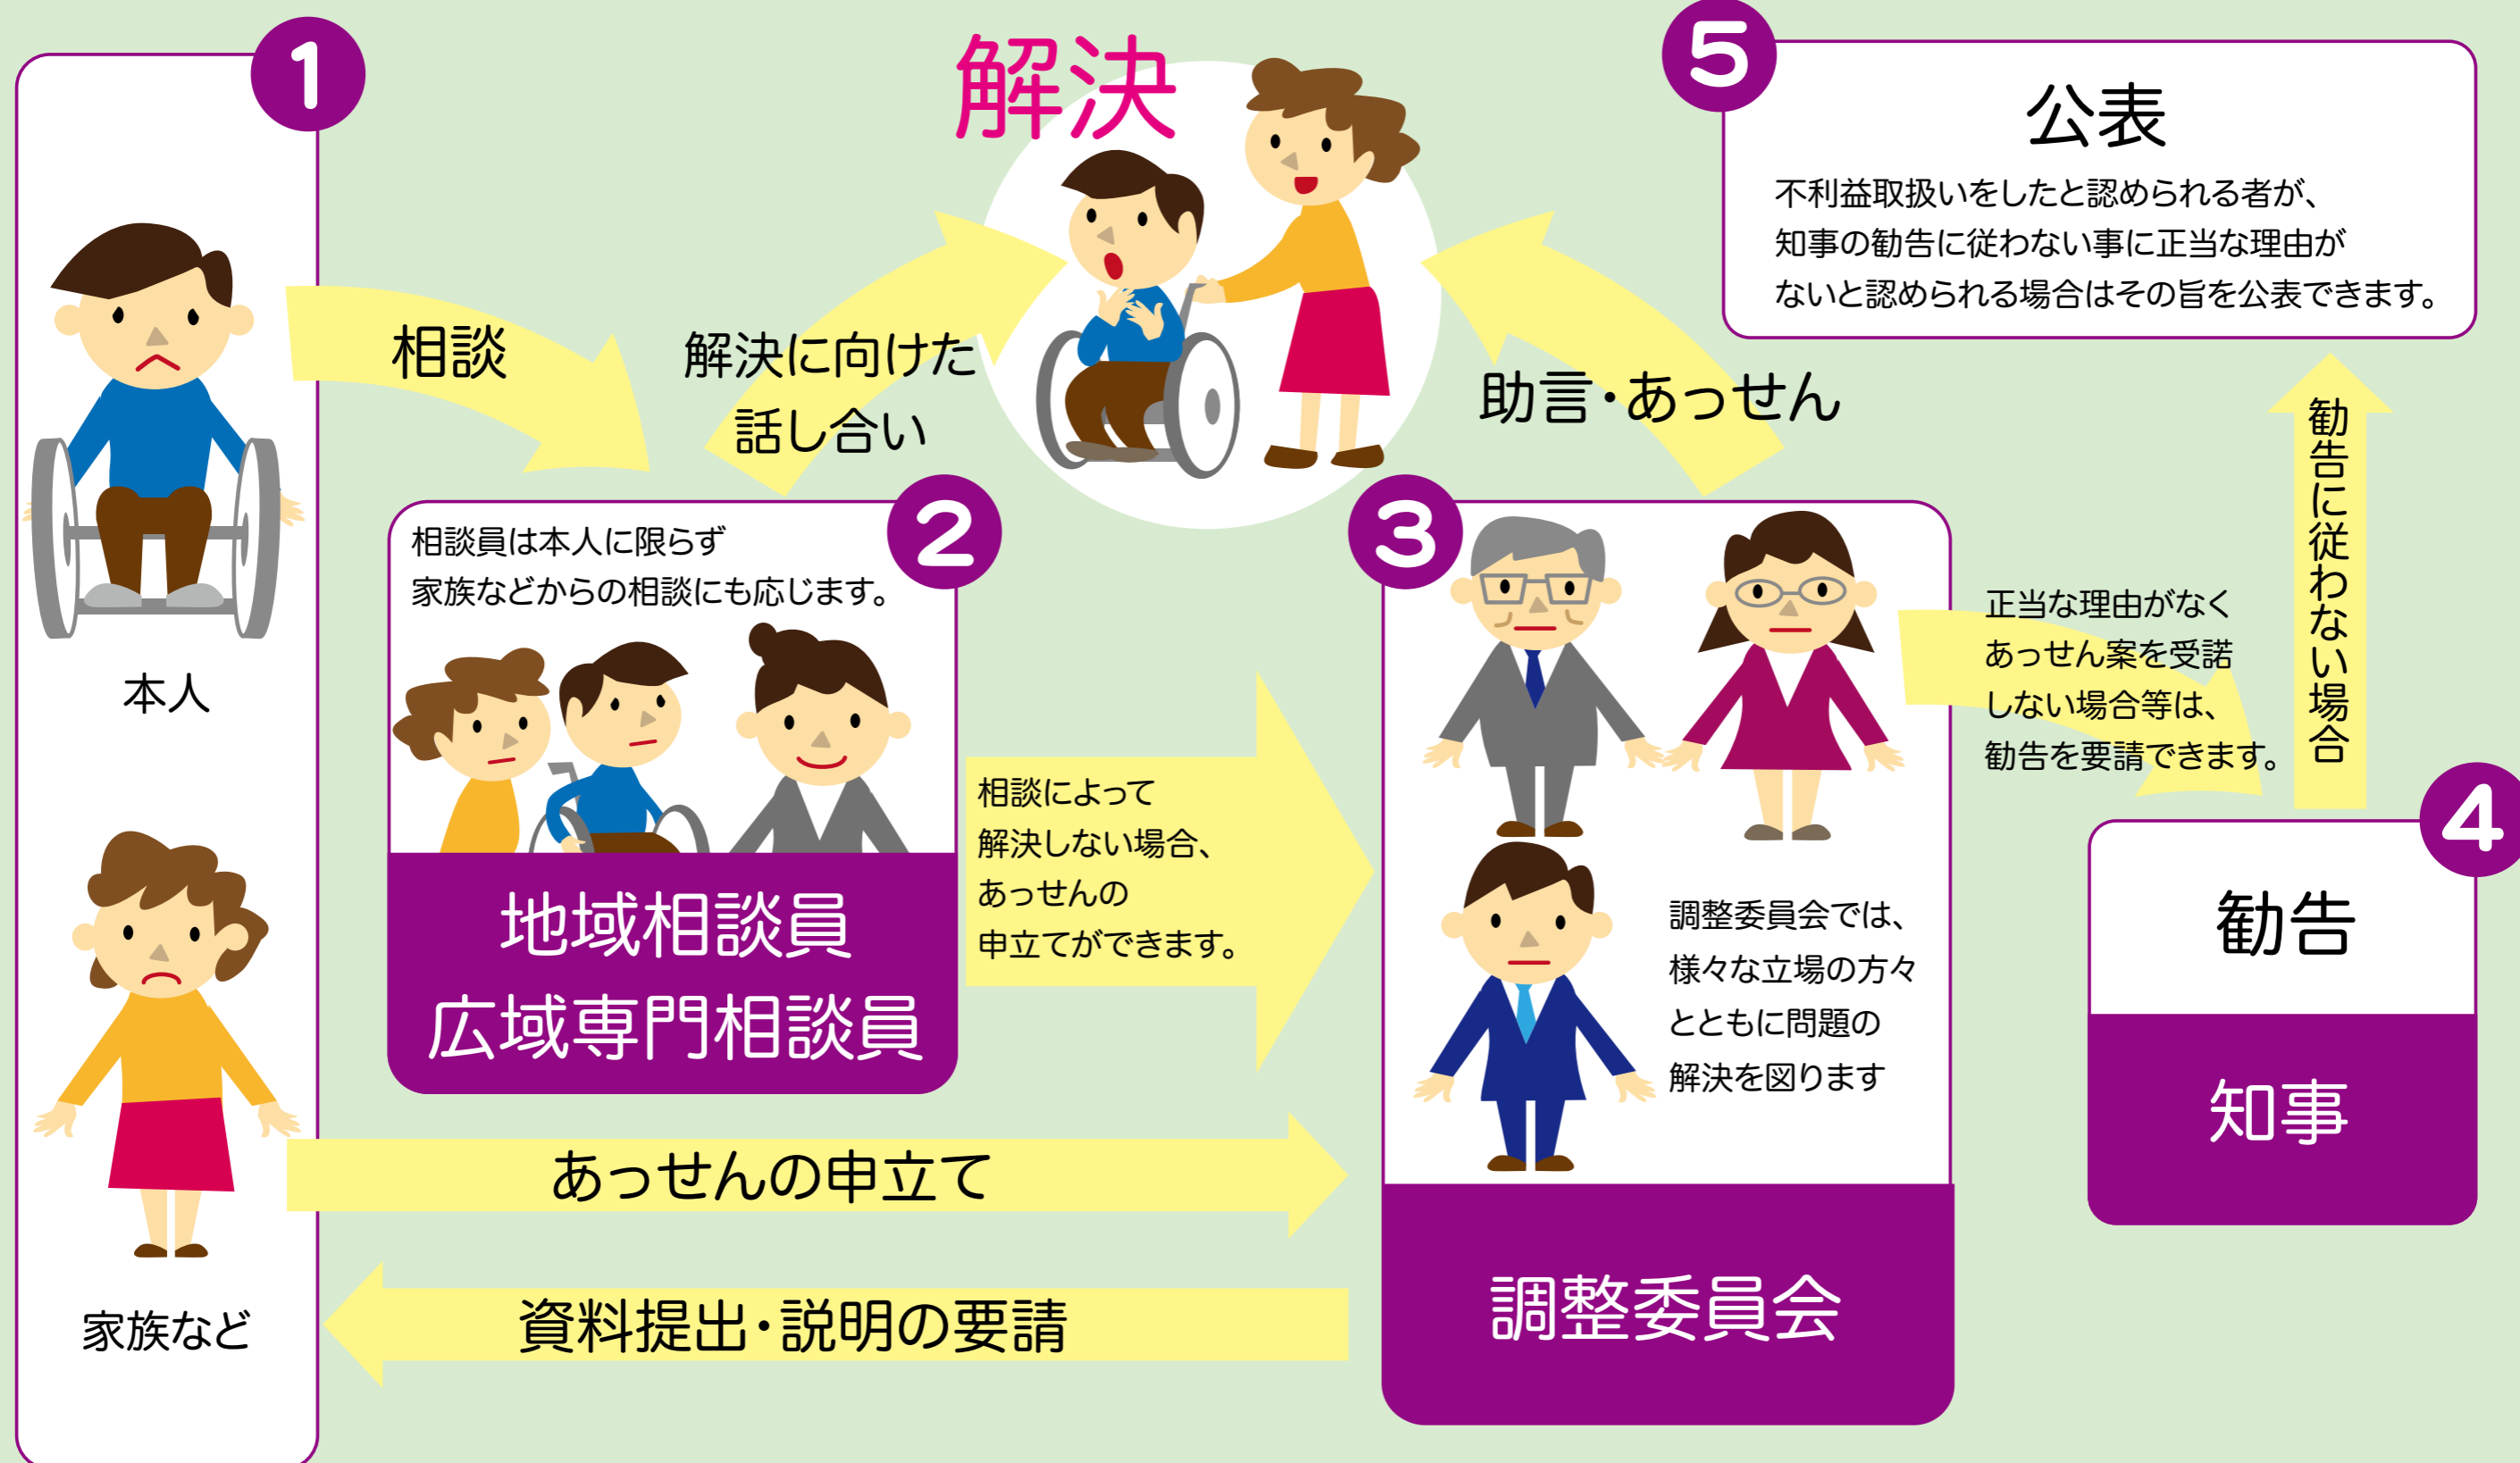 1
本人
家族など
相談
解決に向けた
話し合い
解決
2
相談員は本人に限らず
家族などからの相談にも応じます。
地域相談員
広域専門相談員
相談によって
解決しない場合、
あっせんの
申立てができます。
あっせんの申立て
資料提出・説明の要請
3
調整委員会では、
様々な立場の方々
とともに問題の
解決を図ります
調整委員会
助言・あっせん
正当な理由がなく
あっせん案を受諾
しない場合等は、
勧告を要請できます。
4
勧告
知事
勧告に従わない場合
5
公表
不利益取扱いをしたと認められる者が、
知事の勧告に従わない事に正当な理由が
ないと認められる場合はその旨を公表できます。